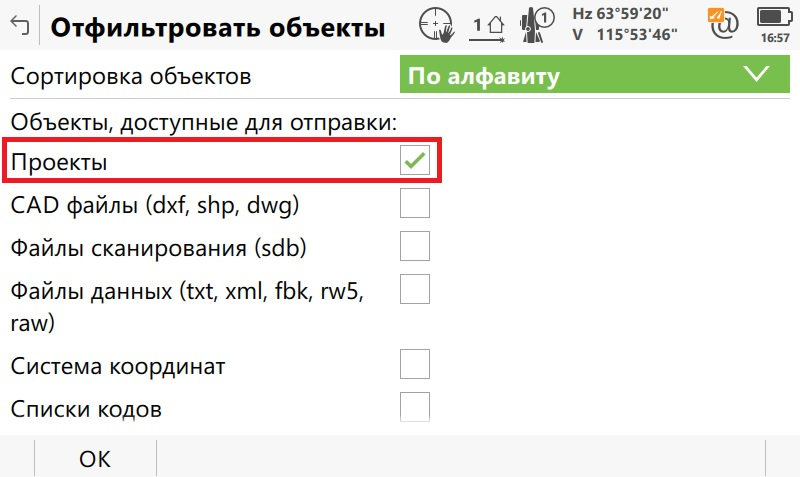 Отфильтровать объекты
1
1
Hz 63°59'20"
V 115°53'46"
@
16:57
Сортировка объектов
По алфавиту
Объекты, доступные для отправки:
Проекты
CAD файлы (dxf, shp, dwg)
Файлы сканирования (sdb)
Файлы данных (txt, xml, fbk, rw5,
raw)
Система координат
Списки кодов
OK